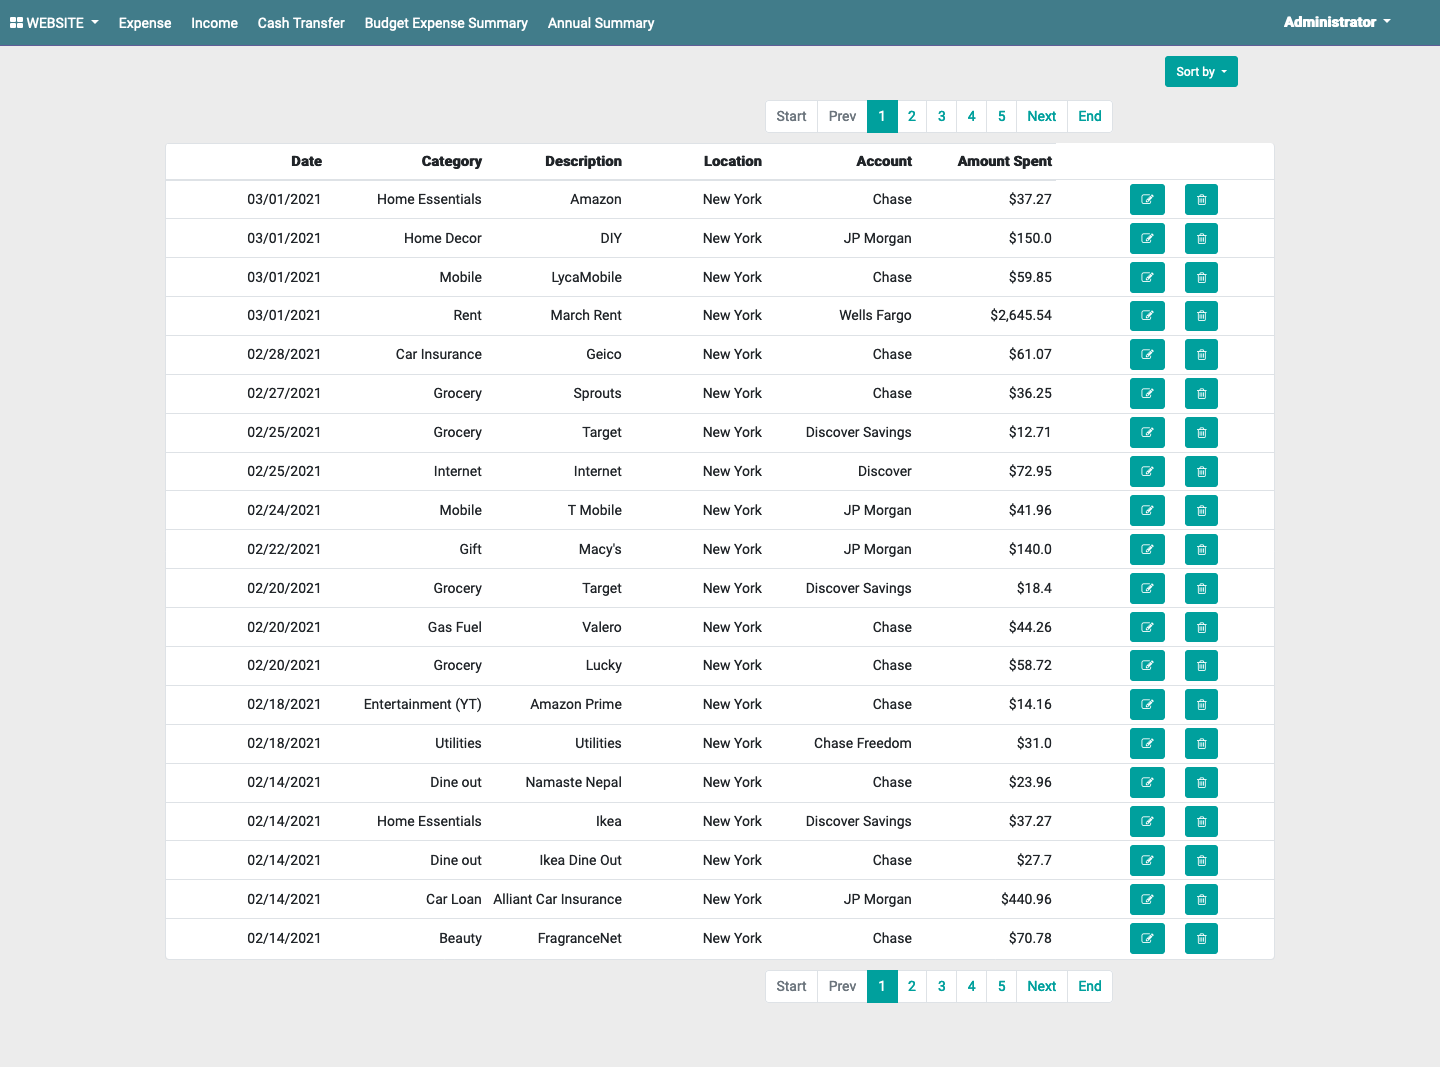 WEBSITE Expense Income Cash Transfer Budget Expense Summary Annual Summary Administrator
Sort by
Start Prev 1 2 3 4 5 Next End
Date Category Description Location Account Amount Spent
03/01/2021 Home Essentials Amazon New York Chase $37.27
03/01/2021 Home Decor DIY New York JP Morgan $150.0
03/01/2021 Mobile LycaMobile New York Chase $59.85
03/01/2021 Rent March Rent New York Wells Fargo $2,645.54
02/28/2021 Car Insurance Geico New York Chase $61.07
02/27/2021 Grocery Sprouts New York Chase $36.25
02/25/2021 Grocery Target New York Discover Savings $12.71
02/25/2021 Internet Internet New York Discover $72.95
02/24/2021 Mobile T Mobile New York JP Morgan $41.96
02/22/2021 Gift Macy's New York JP Morgan $140.0
02/20/2021 Grocery Target New York Discover Savings $18.4
02/20/2021 Gas Fuel Valero New York Chase $44.26
02/20/2021 Grocery Lucky New York Chase $58.72
02/18/2021 Entertainment (YT) Amazon Prime New York Chase $14.16
02/18/2021 Utilities Utilities New York Chase Freedom $31.0
02/14/2021 Dine out Namaste Nepal New York Chase $23.96
02/14/2021 Home Essentials Ikea New York Discover Savings $37.27
02/14/2021 Dine out Ikea Dine Out New York Chase $27.7
02/14/2021 Car Loan Alliant Car Insurance New York JP Morgan $440.96
02/14/2021 Beauty FragranceNet New York Chase $70.78
Start Prev 1 2 3 4 5 Next End